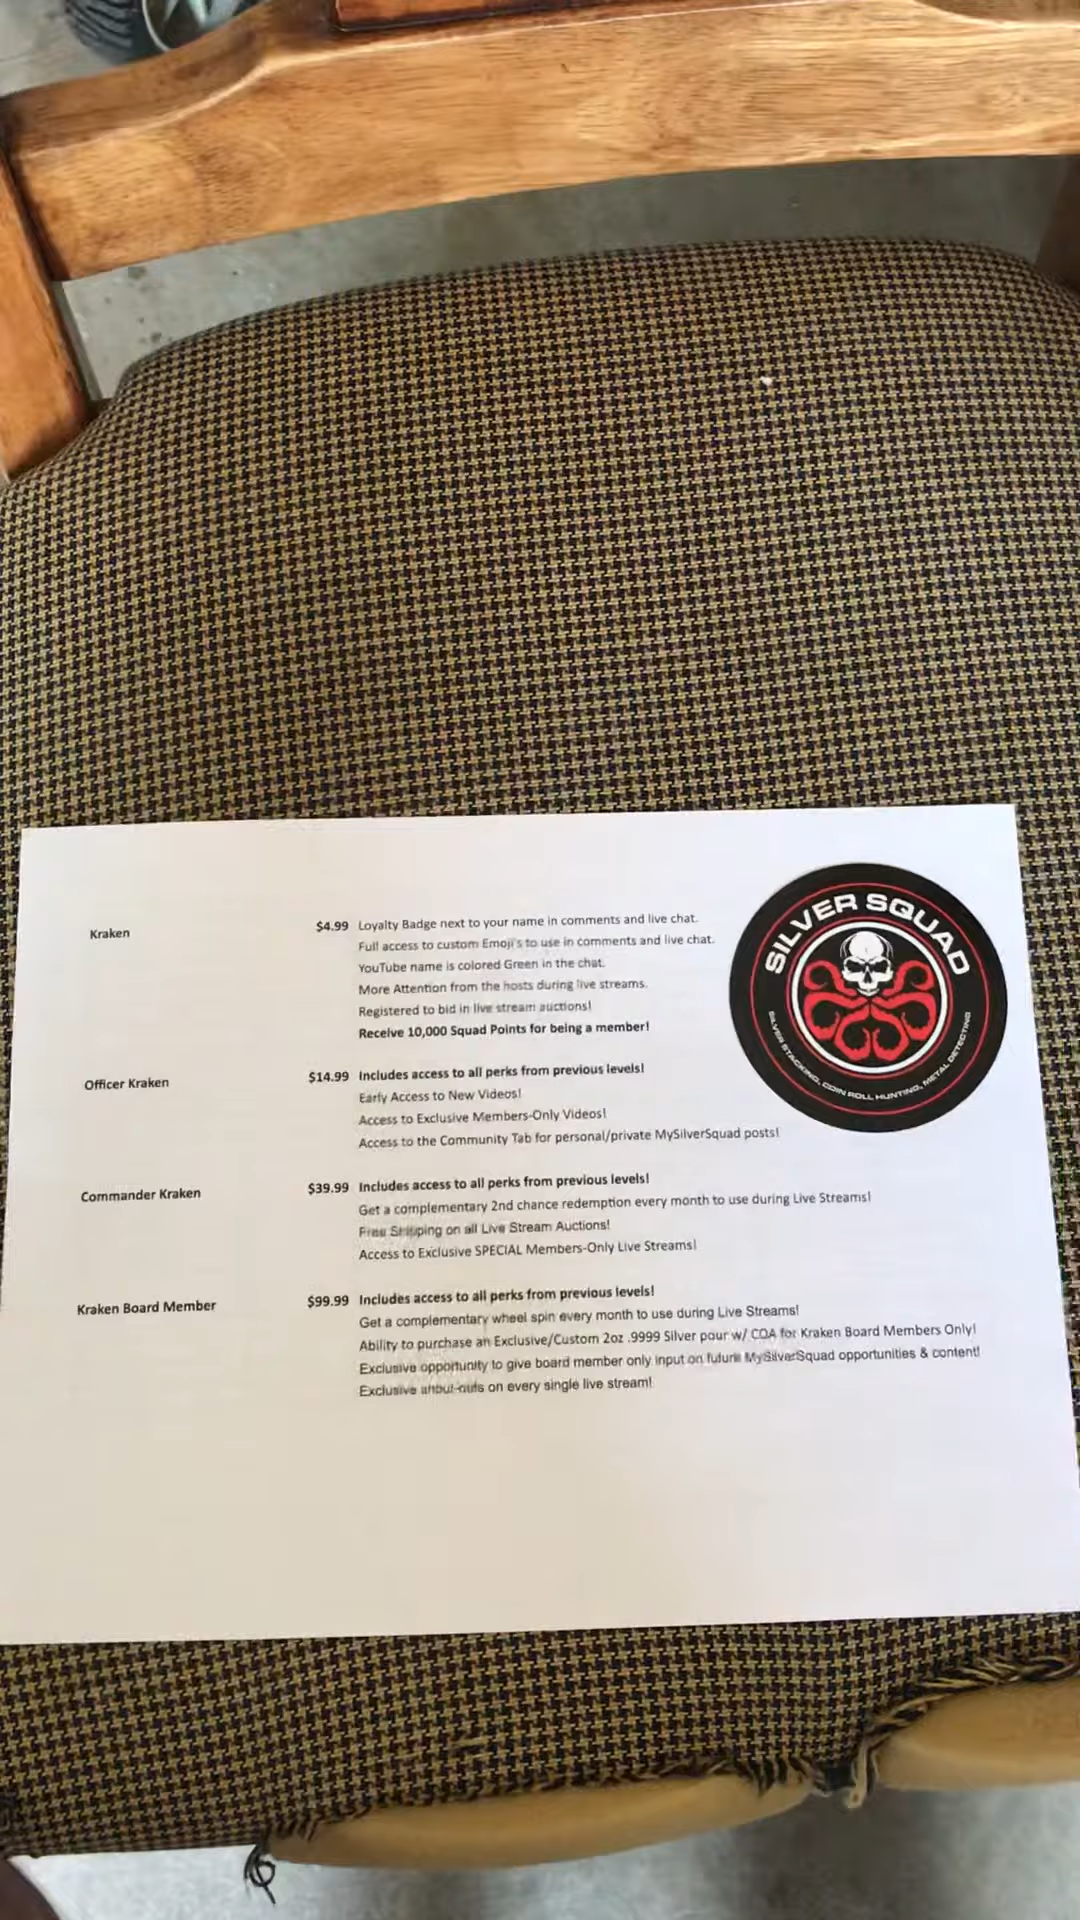 Kraken $4.99 Loyalty Badge next to your name in comments and live chat.
Full access to custom Emoji's to use in comments and live chat.
YouTube name is colored Green in the chat.
More Attention from the hosts during live streams.
Registered to bid in live stream auctions!
Receive 10,000 Squad Points for being a member!
Officer Kraken $14.99 Includes access to all perks from previous levels!
Early Access to New Videos!
Access to Exclusive Members-Only Videos!
Access to the Community Tab for personal/private MySilverSquad posts!
Commander Kraken $39.99 Includes access to all perks from previous levels!
Get a complementary 2nd chance redemption every month to use during Live Streams!
Free Shipping on all Live Stream Auctions!
Access to Exclusive SPECIAL Members-Only Live Streams!
Kraken Board Member $99.99 Includes access to all perks from previous levels!
Get a complementary wheel spin every month to use during Live Streams!
Ability to purchase an Exclusive/Custom 2oz .9999 Silver pour w/ COA for Kraken Board Members Only!
Exclusive opportunity to give board member only input on future MySilverSquad opportunities & content!
Exclusive shout-outs on every single live stream!
SILVER SQUAD
SILVER STACKING, COIN ROLL HUNTING, METAL DETECTING